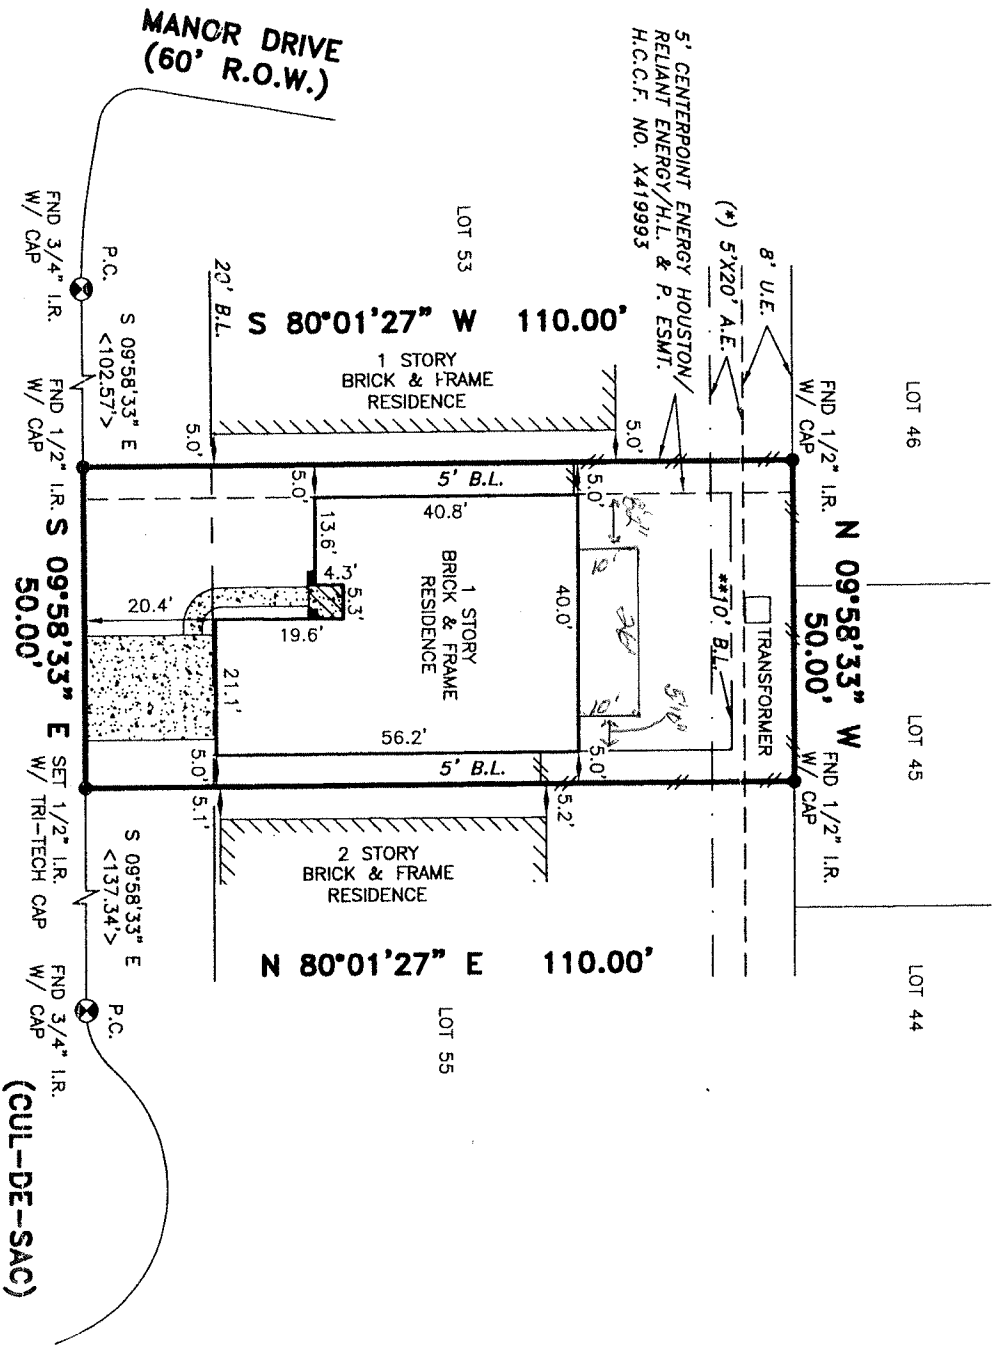 MANOR DRIVE
(60' R.O.W.)
5' CENTERPOINT ENERGY HOUSTON/
RELIANT ENERGY/H.L. & P. ESMT.
H.C.C.F. NO. X419993
(*) 5'X20' A.E.
8' U.E.
LOT 53
LOT 46
20' B.L.
S 80°01'27" W 110.00'
1 STORY
BRICK & FRAME
RESIDENCE
P.C.
FND 3/4" I.R.
W/ CAP
S 09°58'33" E
<102.57'>
FND 1/2" I.R.
W/ CAP
FND 1/2" I.R.
W/ CAP
5.0'
5.0'
5.0'
5' B.L.
5.0'
40.8'
13.6'
4.3'
5.3'
19.6'
20.4'
1 STORY
BRICK & FRAME
RESIDENCE
40.0'
10'
26
10'
5'10"
**10' B.L.
TRANSFORMER
N 09°58'33" W
50.00'
S 09°58'33" E
50.00'
21.1'
56.2'
5.0'
5' B.L.
5.0'
5.1'
5.2'
FND 1/2" I.R.
W/ CAP
LOT 45
SET 1/2" I.R.
W/ TRI-TECH CAP
S 09°58'33" E
<137.34'>
2 STORY
BRICK & FRAME
RESIDENCE
N 80°01'27" E 110.00'
FND 3/4" I.R.
W/ CAP
P.C.
LOT 55
LOT 44
(CUL-DE-SAC)